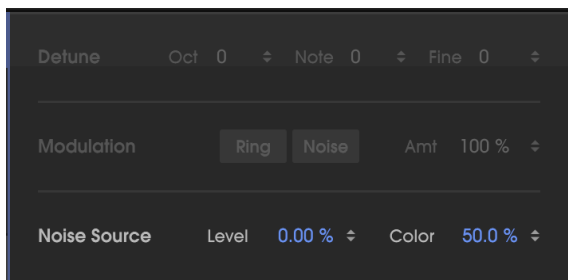 Detune Oct 0 Note 0 Fine 0
Modulation Ring Noise Amt 100 %
Noise Source Level 0.00 % Color 50.0 %